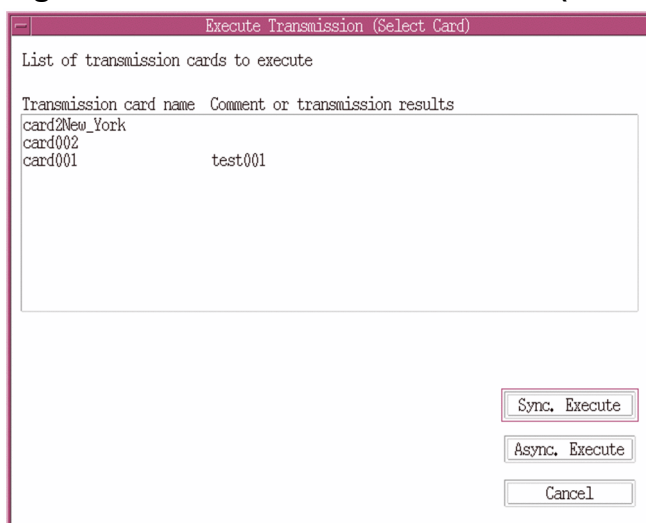 Execute Transmission (Select Card)
List of transmission cards to execute
Transmission card name Comment or transmission results
card2New_York
card002
card001 test001
Sync. Execute
Async. Execute
Cancel